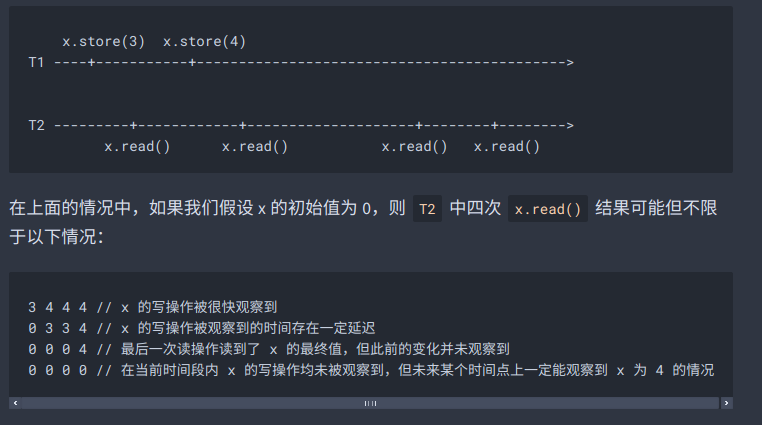 x.store(3)  x.store(4)
T1 ----+-----------+--------------------------------------------->
T2 ---------+------------+--------------------+--------+-------->
x.read()      x.read()           x.read()   x.read()
在上面的情况中，如果我们假设 x 的初始值为 0，则 T2 中四次 x.read() 结果可能但不限
于以下情况：
3 4 4 4 // x 的写操作被很快观察到
0 3 3 4 // x 的写操作被观察到的时间存在一定延迟
0 0 0 4 // 最后一次读操作读到了 x 的最终值，但此前的变化并未观察到
0 0 0 0 // 在当前时间段内 x 的写操作均未被观察到，但未来某个时间点上一定能观察到 x 为 4 的情况